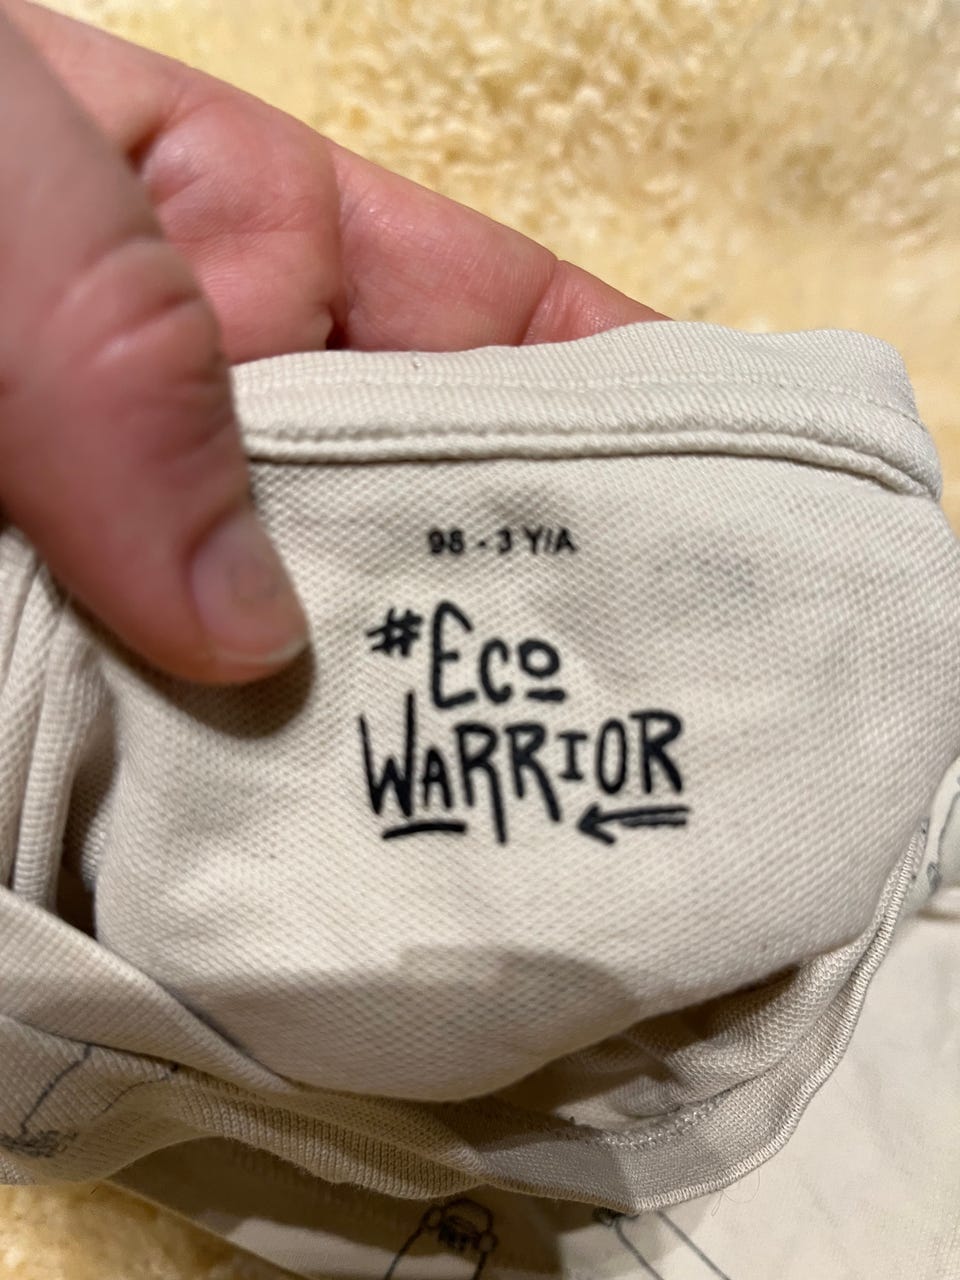 98 - 3 Y/A
#Eco
WARRIOR